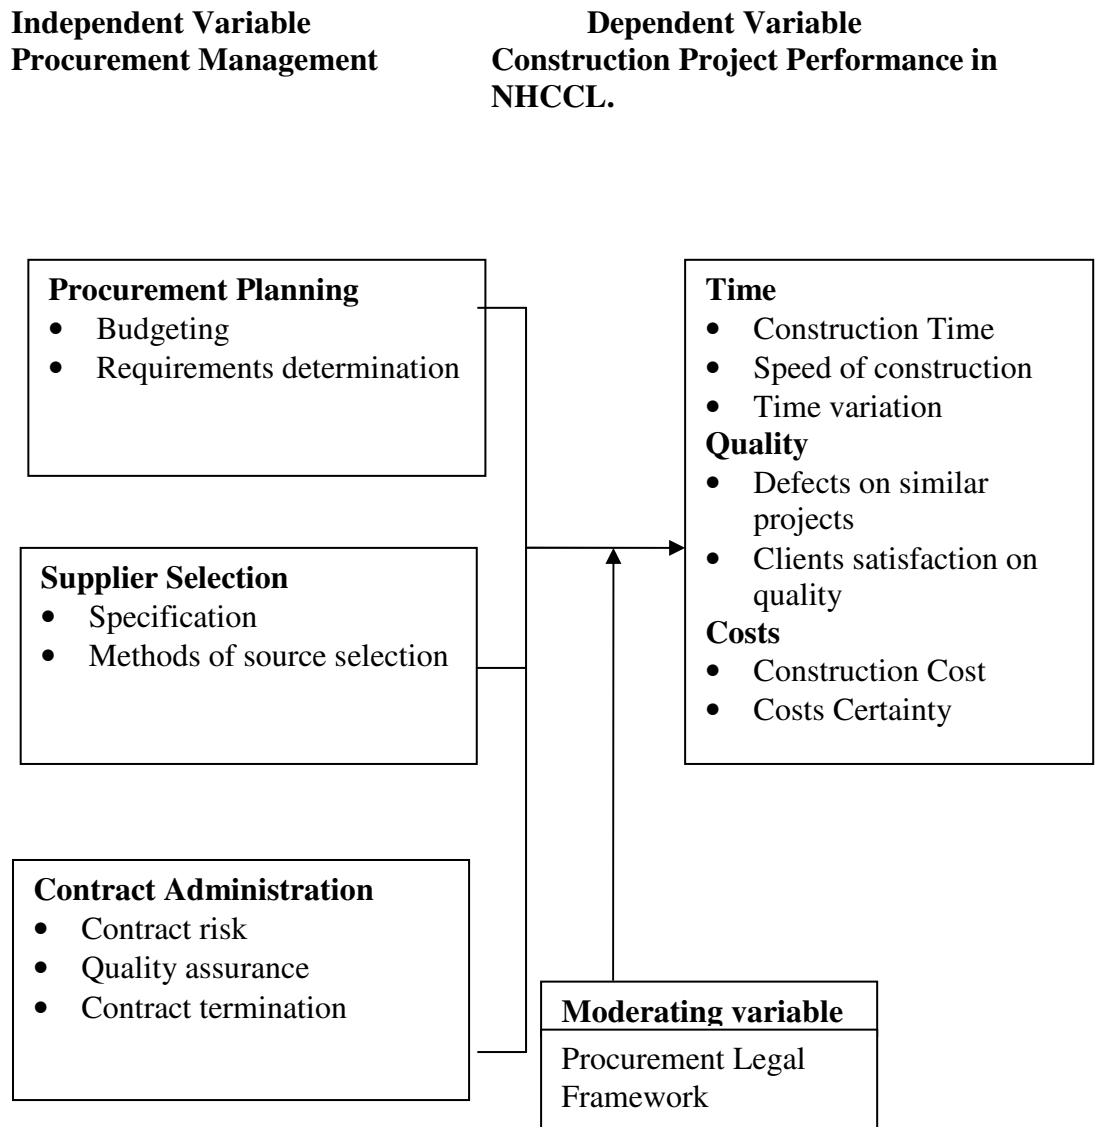 Independent Variable
Dependent Variable
Procurement Management
Construction Project Performance in
NHCCL.
Procurement Planning
• Budgeting
• Requirements determination
Supplier Selection
• Specification
• Methods of source selection
Contract Administration
• Contract risk
• Quality assurance
• Contract termination
Time
• Construction Time
• Speed of construction
• Time variation
Quality
• Defects on similar
projects
• Clients satisfaction on
quality
Costs
• Construction Cost
• Costs Certainty
Moderating variable
Procurement Legal
Framework